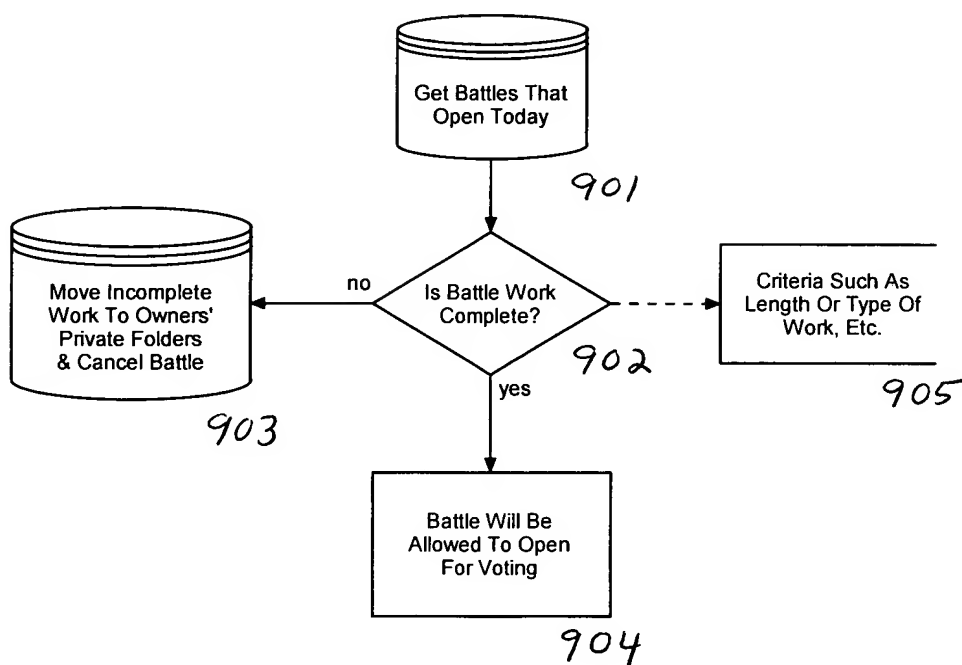 Get Battles That
Open Today
901
no
Is Battle Work
Complete?
902
yes
Move Incomplete
Work To Owners'
Private Folders
& Cancel Battle
903
Criteria Such As
Length Or Type Of
Work, Etc.
905
Battle Will Be
Allowed To Open
For Voting
904